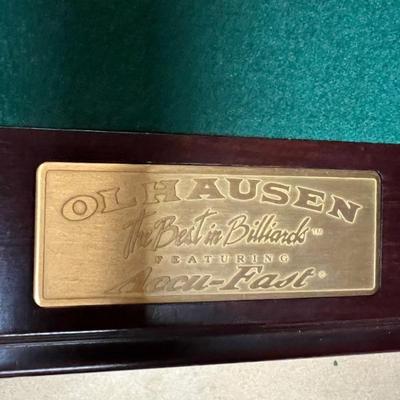 OLHAUSEN
The Best in Billiards™
FEATURING
Accu-Fast®